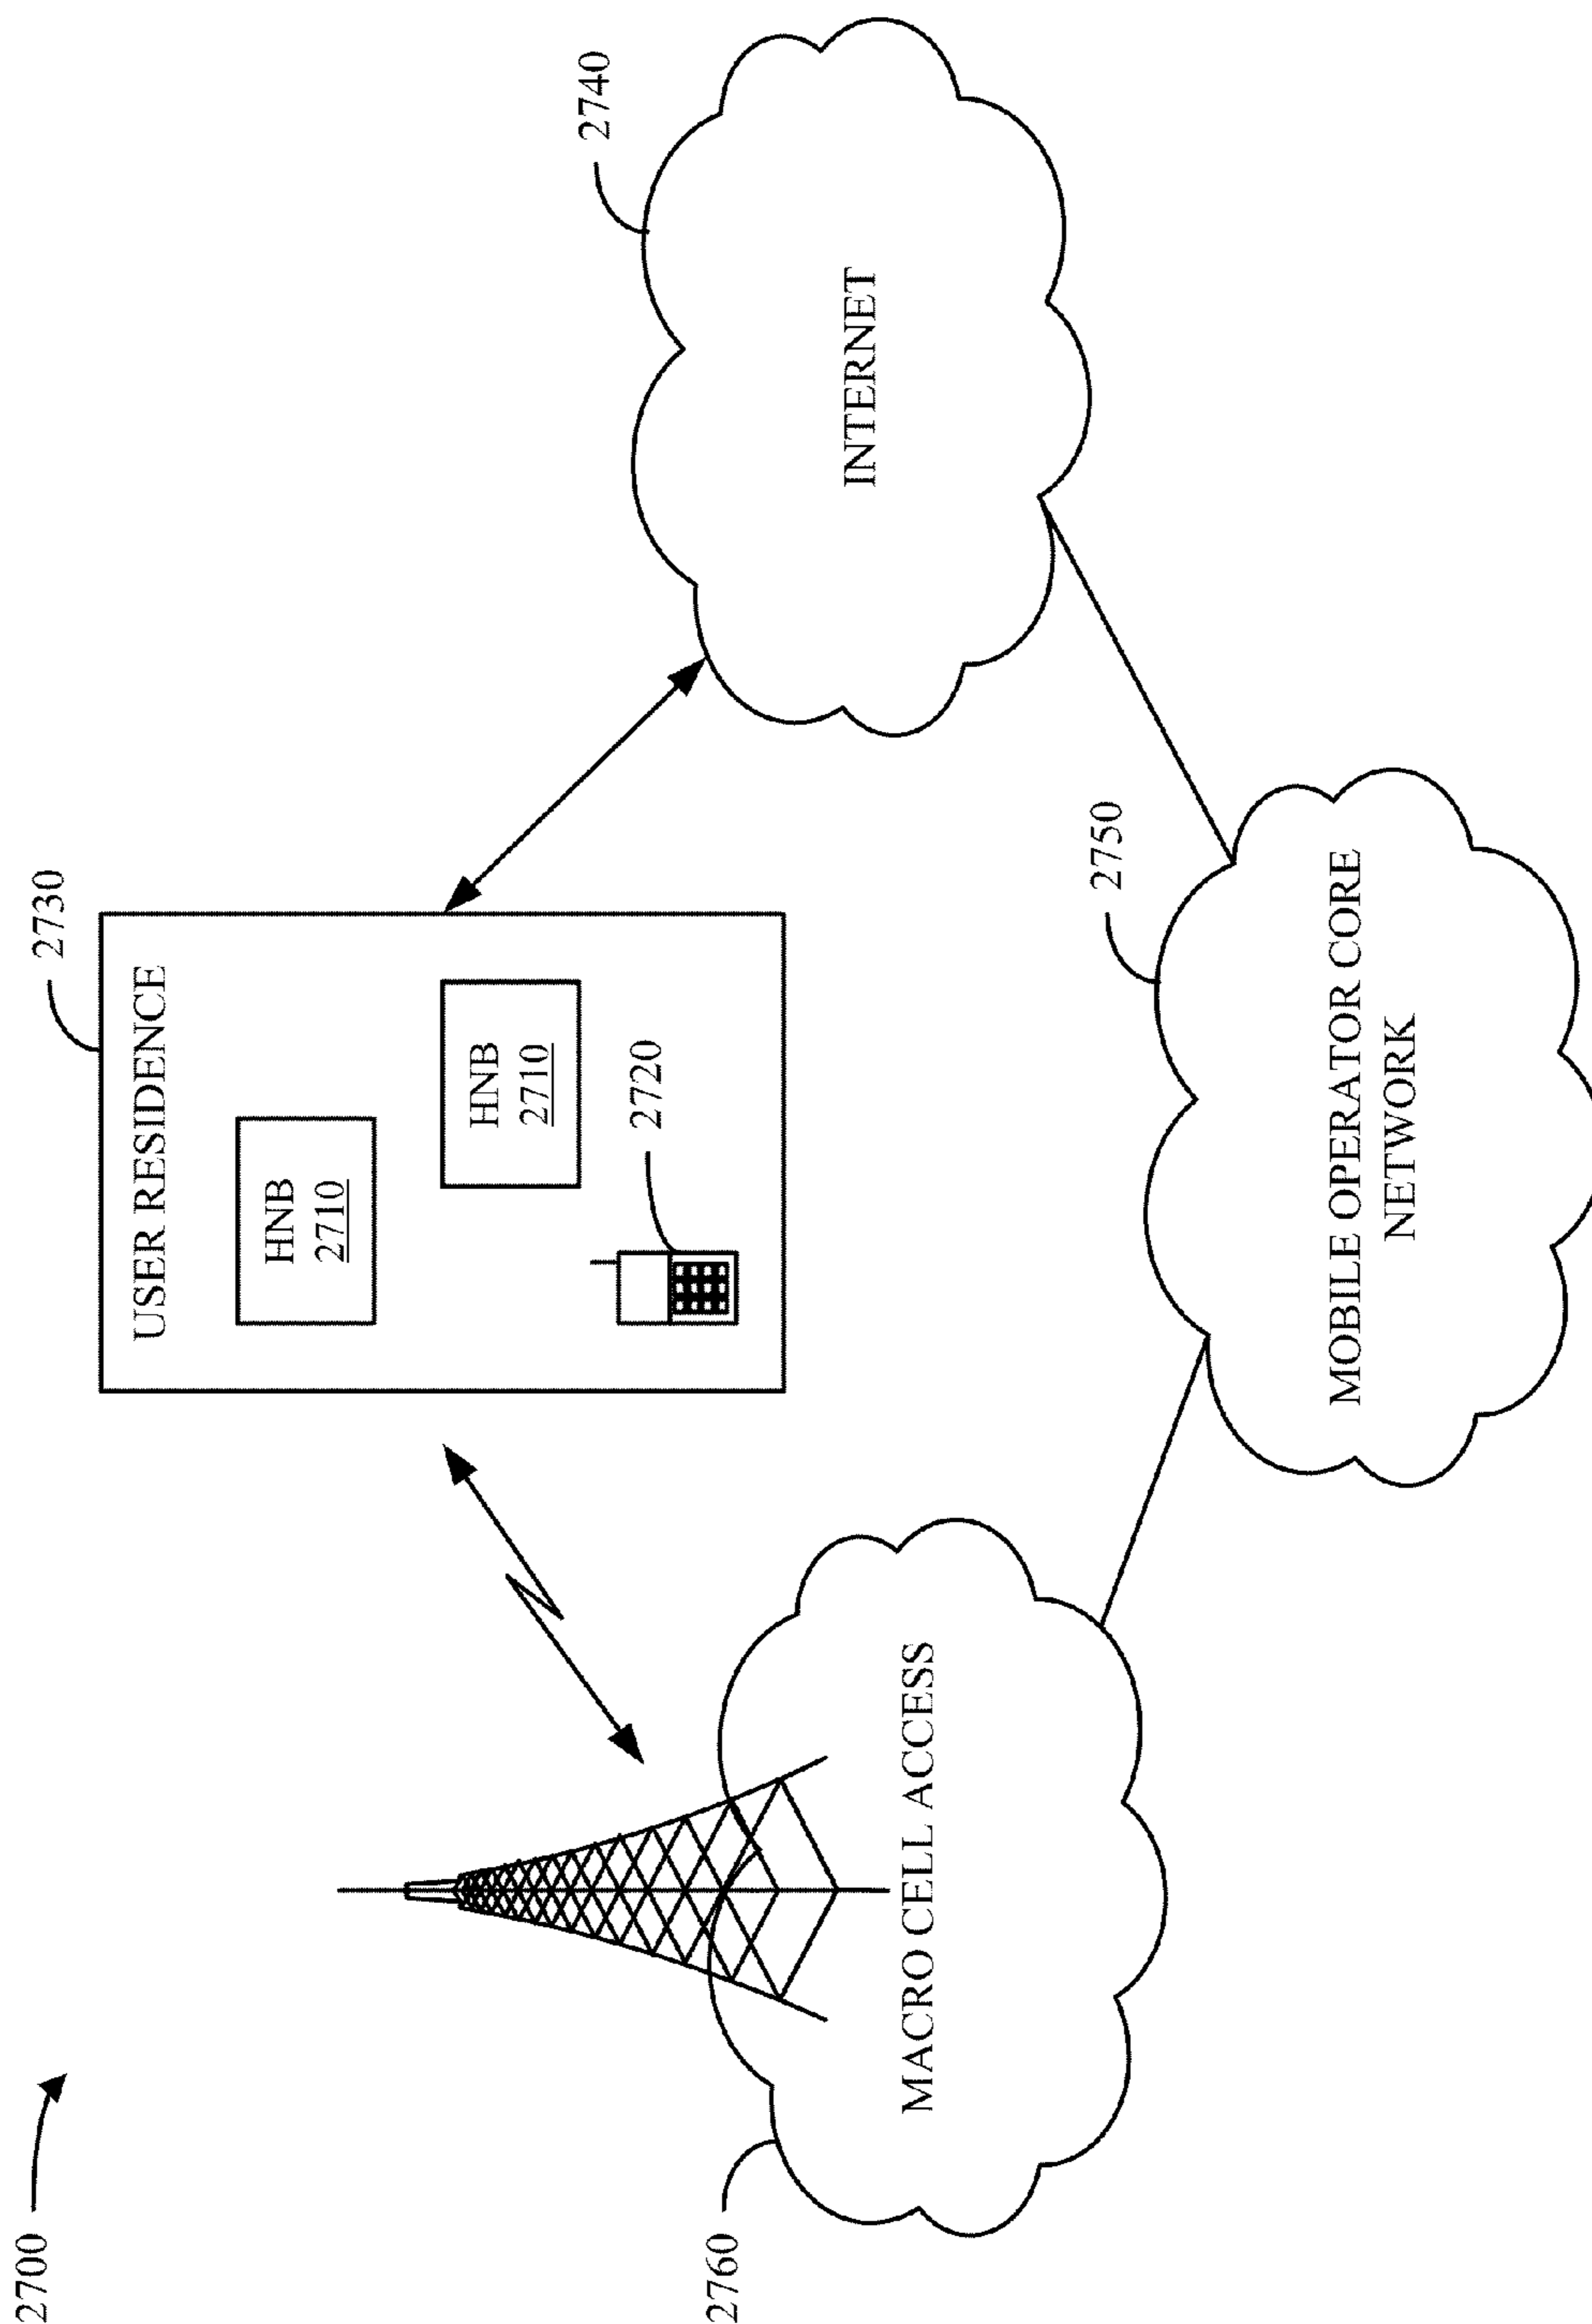 2700
2730
USER RESIDENCE
HNB
2710
HNB
2710
2720
2740
INTERNET
2760
MACRO CELL ACCESS
2750
MOBILE OPERATOR CORE
NETWORK